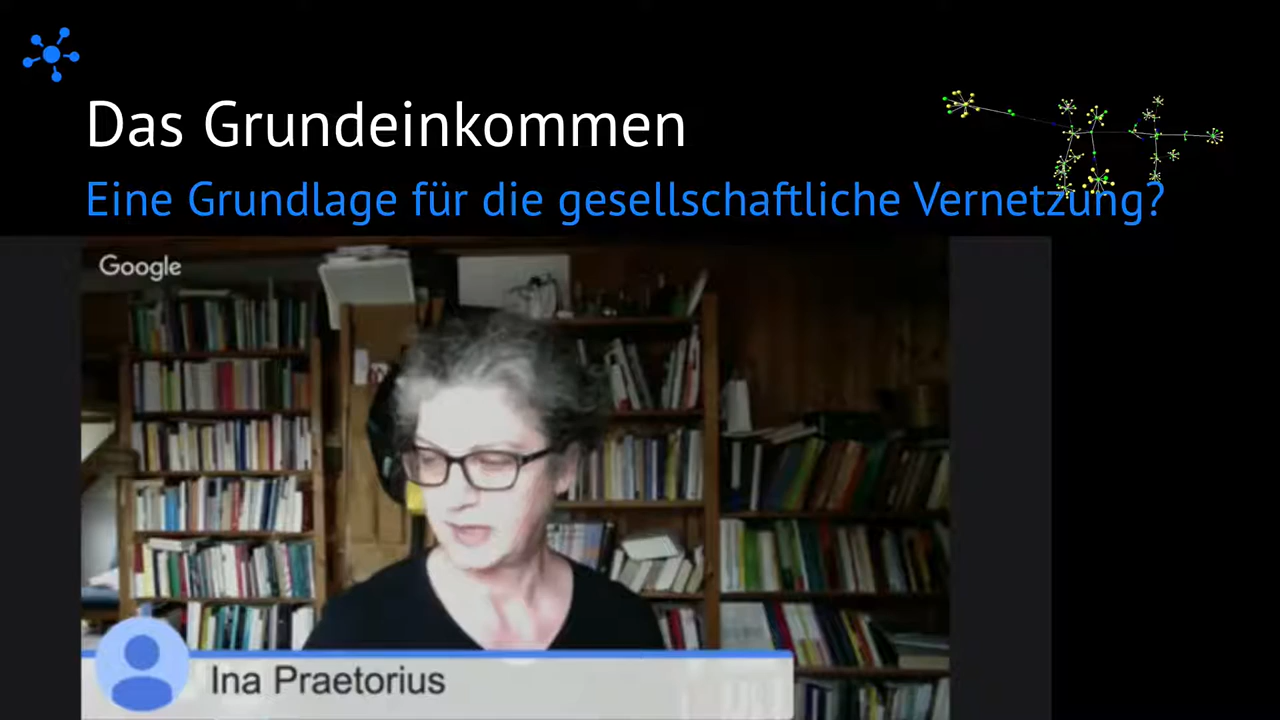 Das Grundeinkommen
Eine Grundlage für die gesellschaftliche Vernetzung?
Google
Ina Praetorius